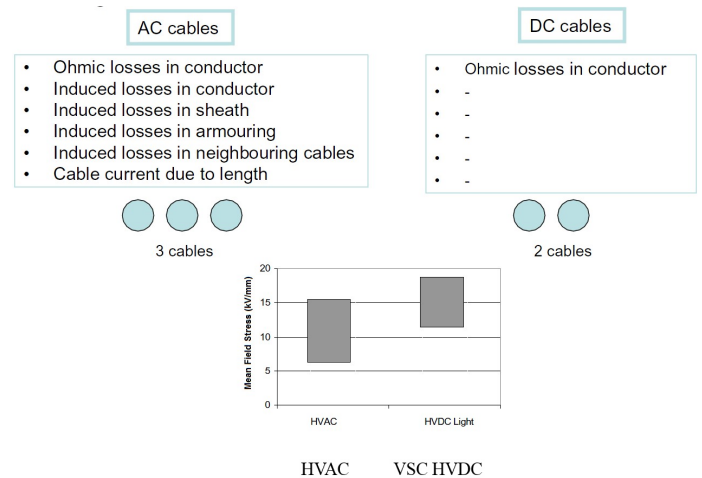 AC cables
• Ohmic losses in conductor
• Induced losses in conductor
• Induced losses in sheath
• Induced losses in armouring
• Induced losses in neighbouring cables
• Cable current due to length
3 cables
DC cables
• Ohmic losses in conductor
• -
• -
• -
• -
• -
2 cables
Mean Field Stress (kV/mm)
20
15
10
5
0
HVAC
HVDC Light
HVAC
VSC HVDC